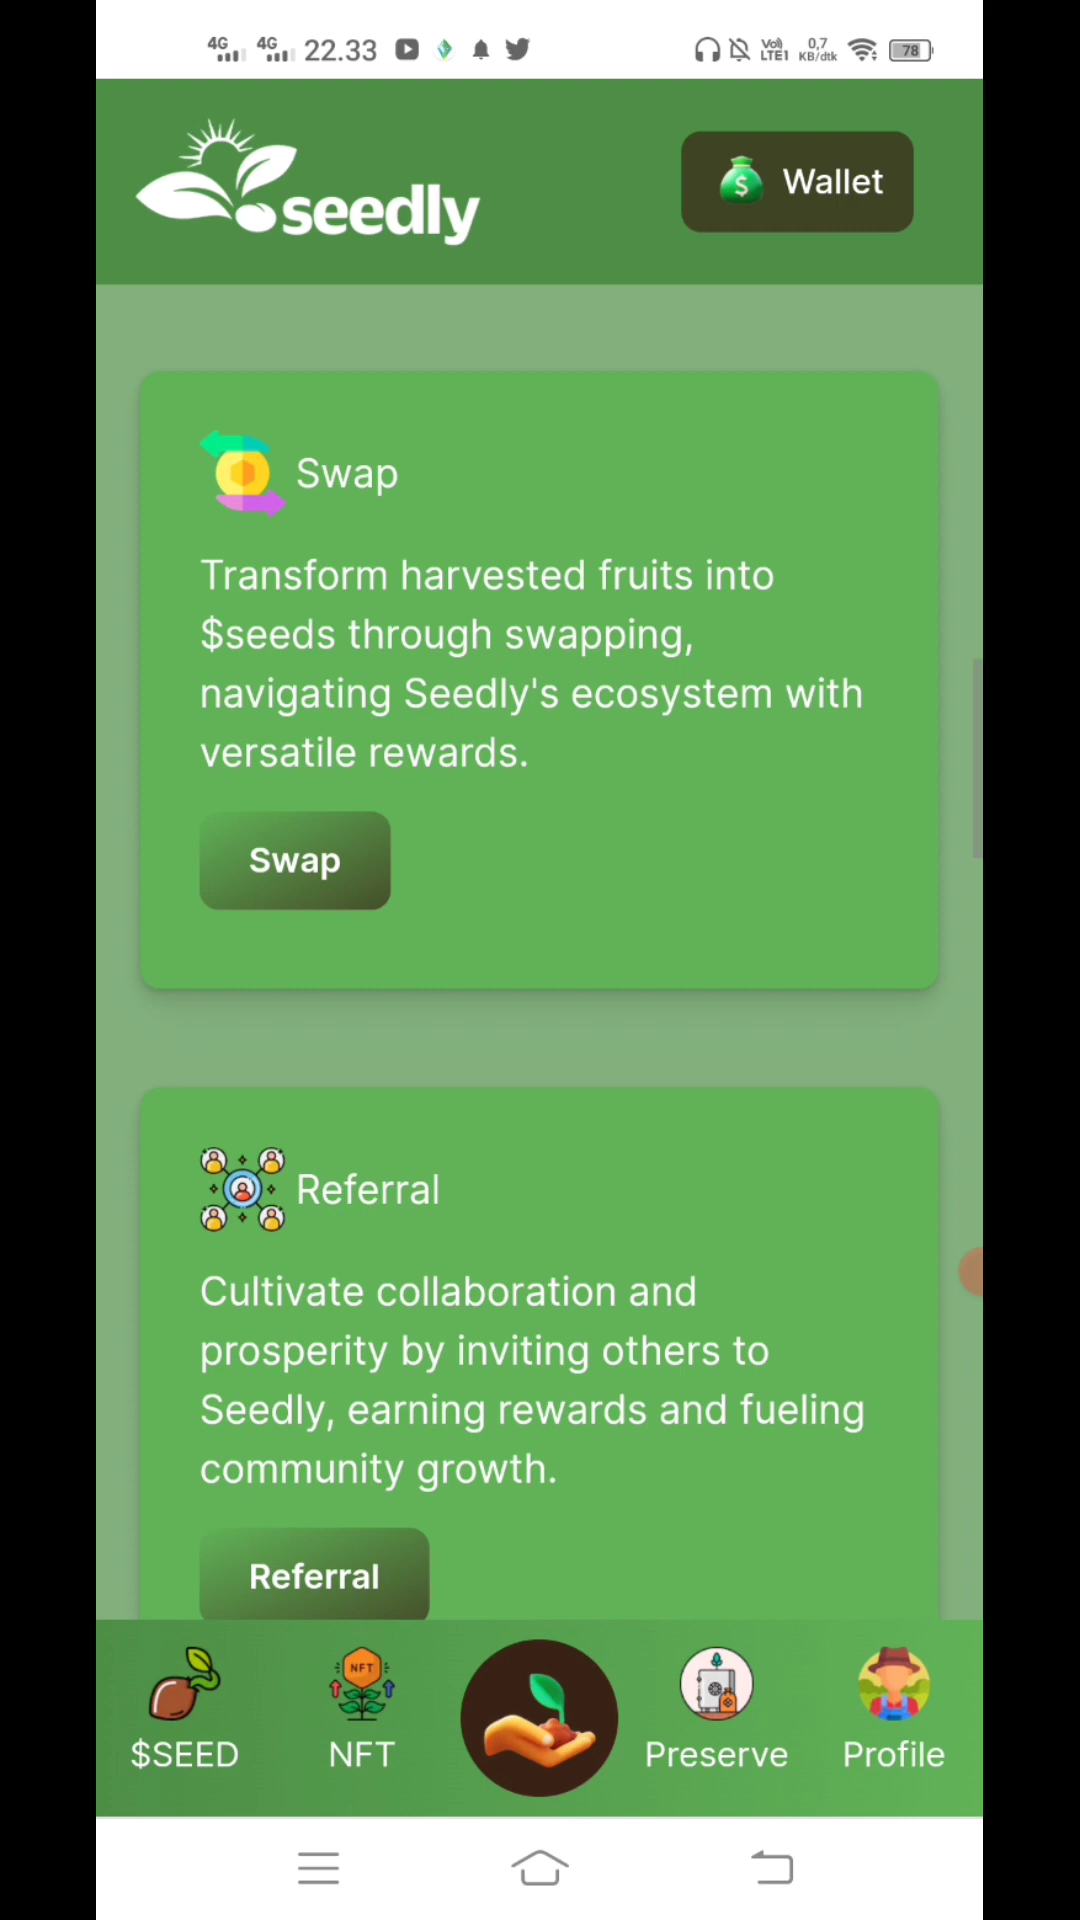 4G 4G 22.33 Vo) LTE1 0,7 KB/dtk 78
seedly
$ Wallet
Swap
Transform harvested fruits into
$seeds through swapping,
navigating Seedly's ecosystem with
versatile rewards.
Swap
Referral
Cultivate collaboration and
prosperity by inviting others to
Seedly, earning rewards and fueling
community growth.
Referral
NFT
$SEED NFT Preserve Profile